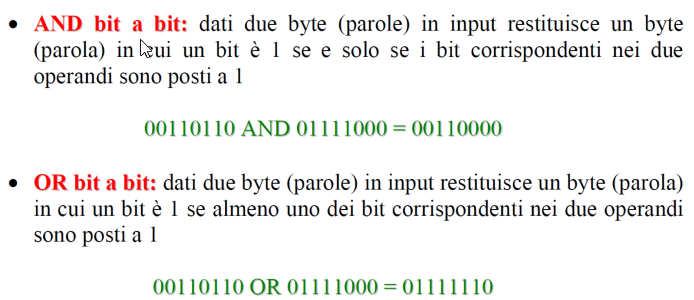 • AND bit a bit: dati due byte (parole) in input restituisce un byte
(parola) in cui un bit è 1 se e solo se i bit corrispondenti nei due
operandi sono posti a 1
00110110 AND 01111000 = 00110000
• OR bit a bit: dati due byte (parole) in input restituisce un byte (parola)
in cui un bit è 1 se almeno uno dei bit corrispondenti nei due operandi
sono posti a 1
00110110 OR 01111000 = 01111110